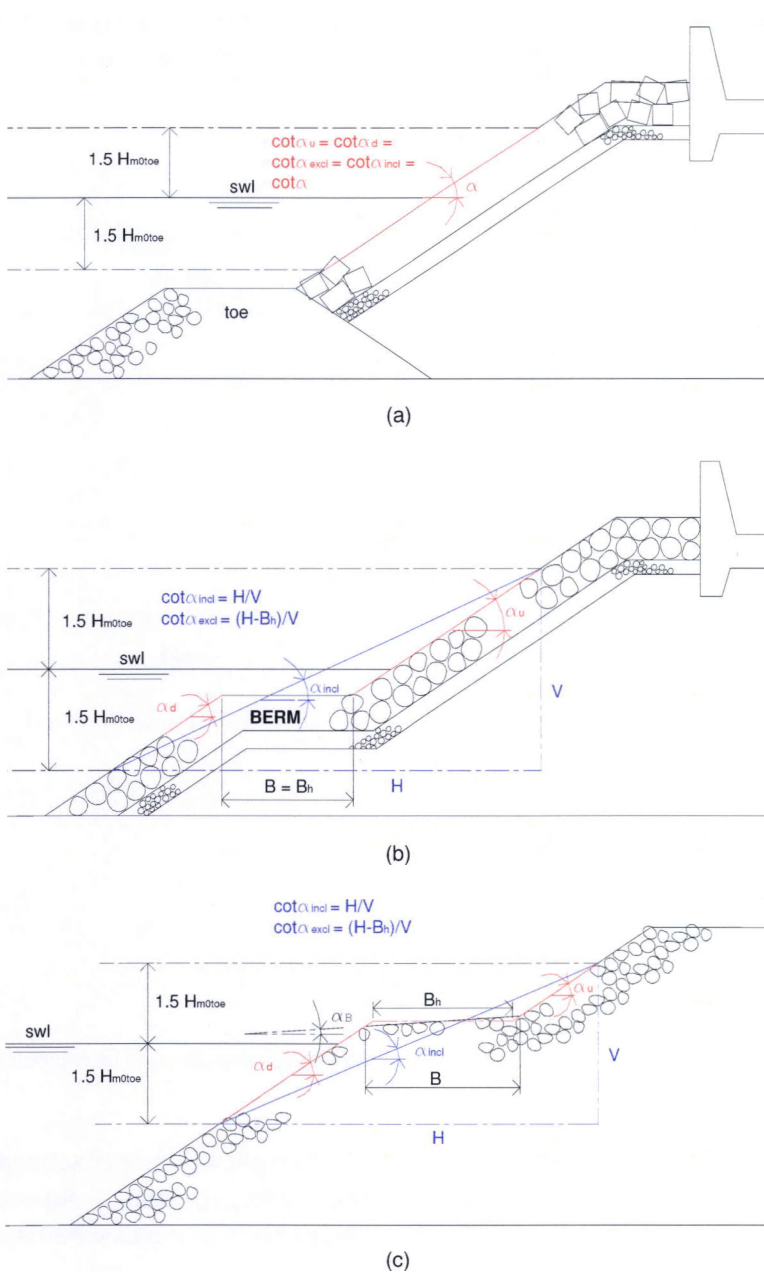 cotαu = cotαd =
cotαexcl = cotαincl =
cotα
1.5 Hm0toe
swl
α
1.5 Hm0toe
toe
(a)
cotαincl = H/V
cotαexcl = (H-Bh)/V
1.5 Hm0toe
αu
swl
αincl
V
αd
1.5 Hm0toe
BERM
B = Bh
H
(b)
cotαincl = H/V
cotαexcl = (H-Bh)/V
1.5 Hm0toe
Bh
αu
αB
swl
αincl
V
αd
1.5 Hm0toe
B
H
(c)